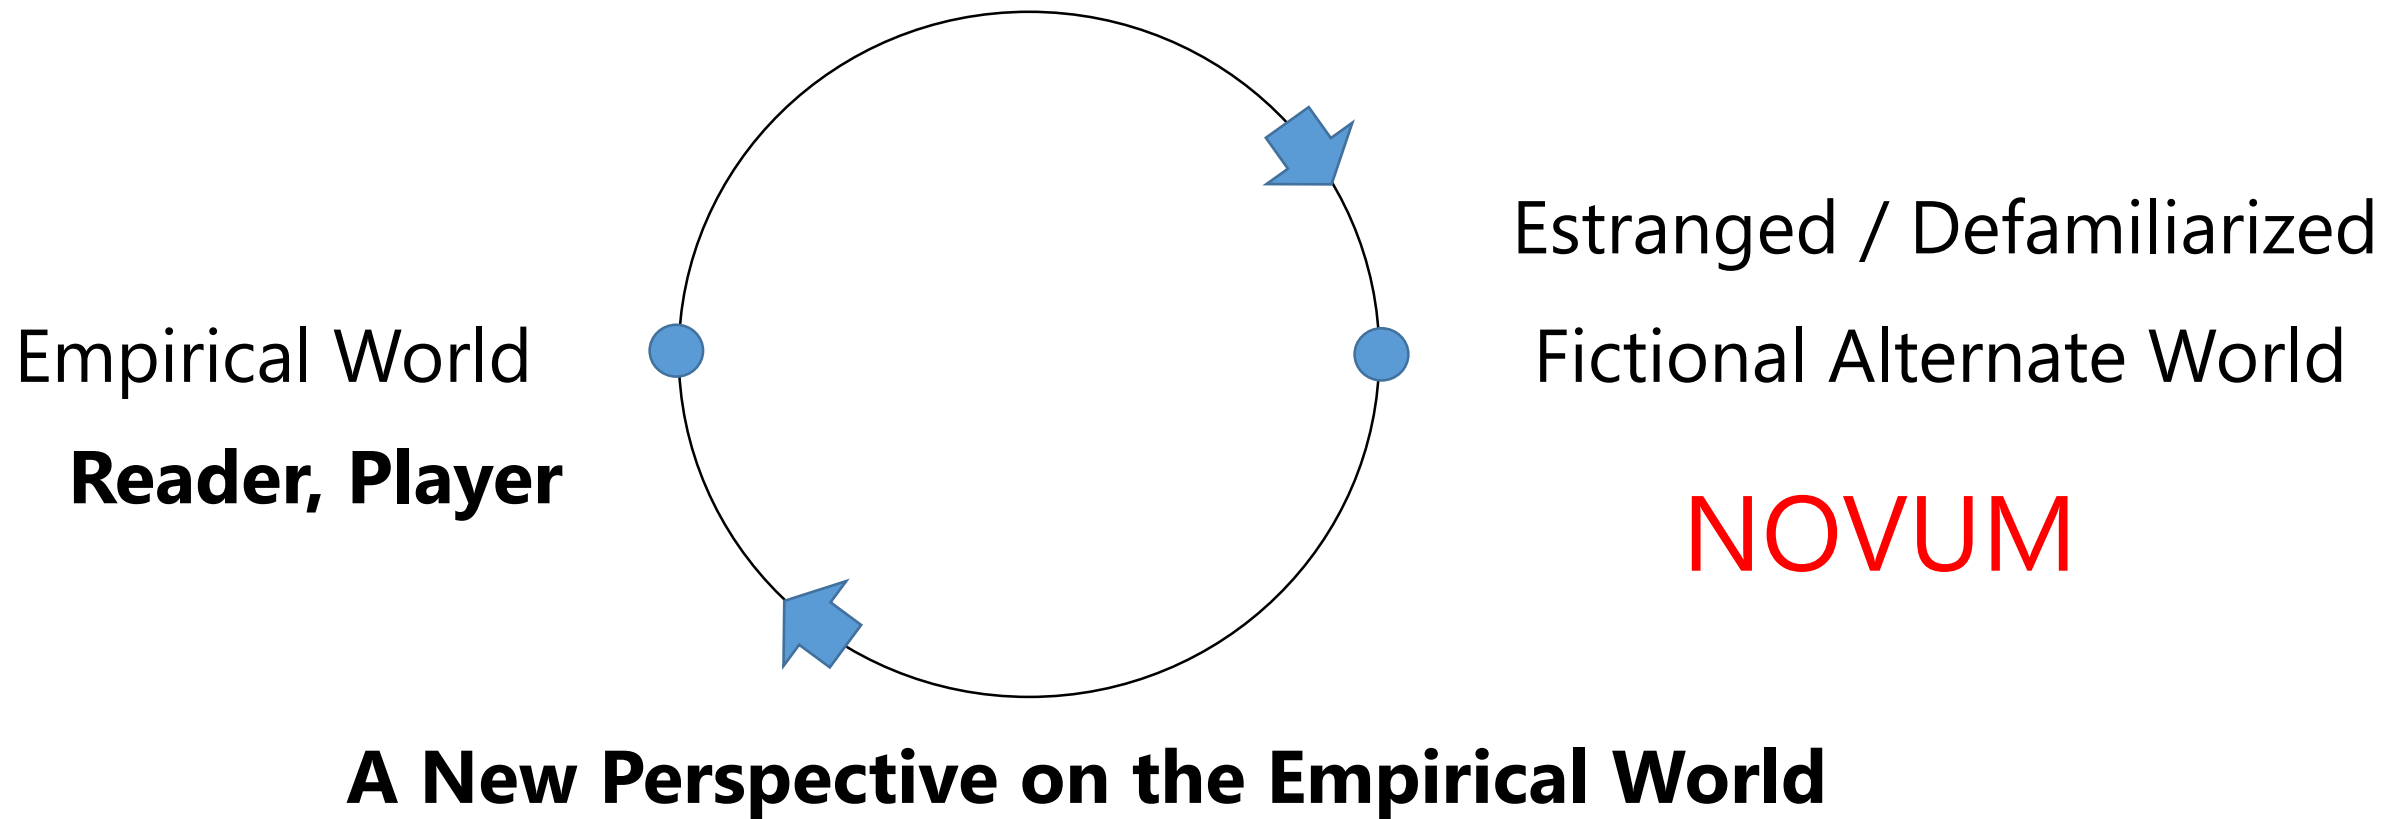 Estranged / Defamiliarized
Empirical World
Fictional Alternate World
Reader, Player
NOVUM
A New Perspective on the Empirical World